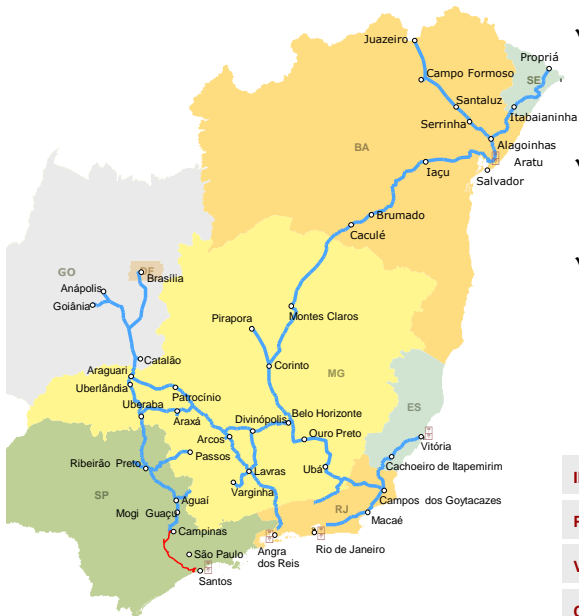 Juazeiro
Propriá
Campo Formoso
SE
Santaluz
Itabaianinha
Serrinha
Alagoinhas
BA
Aratu
Iaçu
Salvador
Brumado
Caculé
GO
DF
Brasília
Anápolis
Goiânia
Montes Claros
Pirapora
Catalão
Corinto
Araguari
MG
Uberlândia
Patrocínio
ES
Uberaba
Araxá
Divinópolis
Belo Horizonte
Arcos
Ouro Preto
Vitória
Passos
Cachoeiro de Itapemirim
Ribeirão Preto
Lavras
Ubá
Varginha
SP
Aguaí
Campos dos Goytacazes
RJ
Mogi Guaçu
Macaé
Campinas
Angra
dos Reis
Rio de Janeiro
São Paulo
Santos